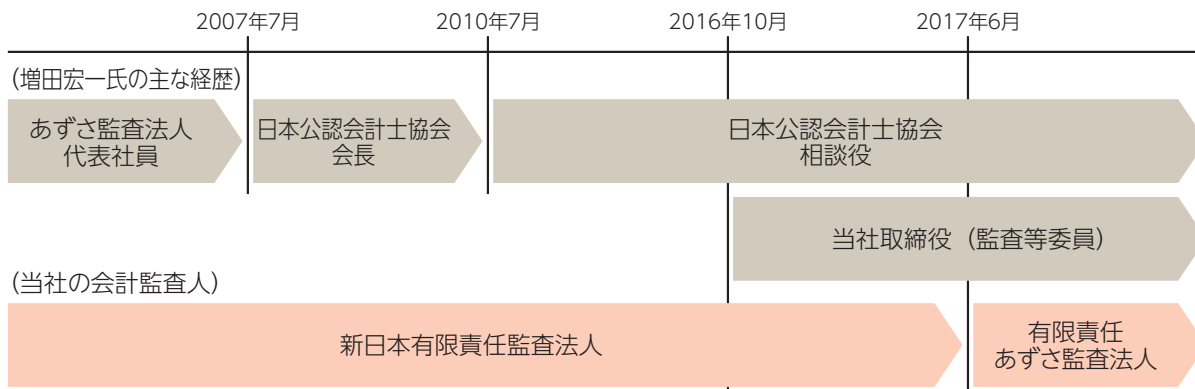 2007年7月 2010年7月 2016年10月 2017年6月
(増田宏一氏の主な経歴)
あずさ監査法人
代表社員
日本公認会計士協会
会長
日本公認会計士協会
相談役
当社取締役（監査等委員）
(当社の会計監査人)
新日本有限責任監査法人
有限責任
あずさ監査法人